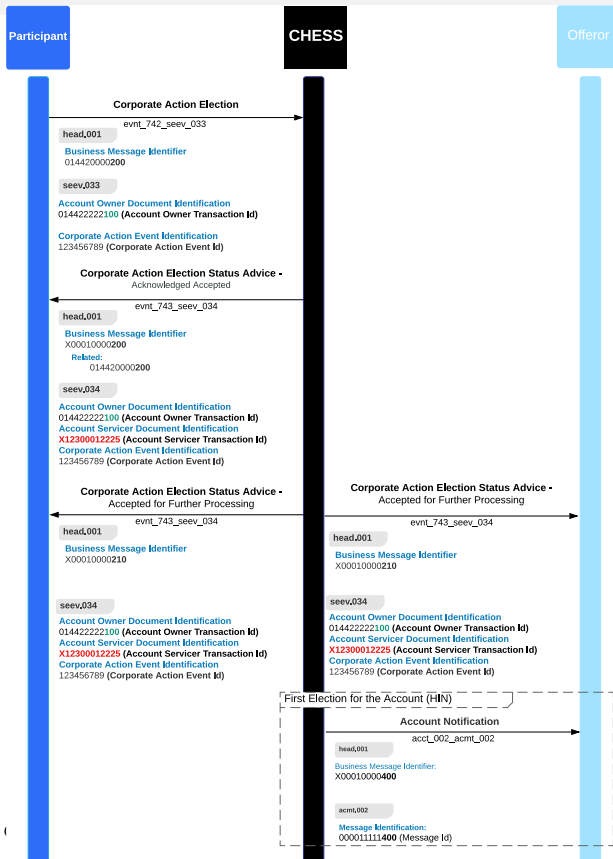 Participant
CHESS
Offeror
Corporate Action Election
evnt_742_seev_033
head.001
Business Message Identifier
014420000200
seev.033
Account Owner Document Identification
014422222100 (Account Owner Transaction Id)
Corporate Action Event Identification
123456789 (Corporate Action Event Id)
Corporate Action Election Status Advice -
Acknowledged Accepted
evnt_743_seev_034
head.001
Business Message Identifier
X00010000200
Related:
014420000200
seev.034
Account Owner Document Identification
014422222100 (Account Owner Transaction Id)
Account Servicer Document Identification
X12300012225 (Account Servicer Transaction Id)
Corporate Action Event Identification
123456789 (Corporate Action Event Id)
Corporate Action Election Status Advice -
Accepted for Further Processing
evnt_743_seev_034
head.001
Business Message Identifier
X00010000210
seev.034
Account Owner Document Identification
014422222100 (Account Owner Transaction Id)
Account Servicer Document Identification
X12300012225 (Account Servicer Transaction Id)
Corporate Action Event Identification
123456789 (Corporate Action Event Id)
Corporate Action Election Status Advice -
Accepted for Further Processing
evnt_743_seev_034
head.001
Business Message Identifier
X00010000210
seev.034
Account Owner Document Identification
014422222100 (Account Owner Transaction Id)
Account Servicer Document Identification
X12300012225 (Account Servicer Transaction Id)
Corporate Action Event Identification
123456789 (Corporate Action Event Id)
First Election for the Account (HIN)
Account Notification
acct_002_acmt_002
head.001
Business Message Identifier:
X00010000400
acmt.002
Message Identification:
000011111400 (Message Id)